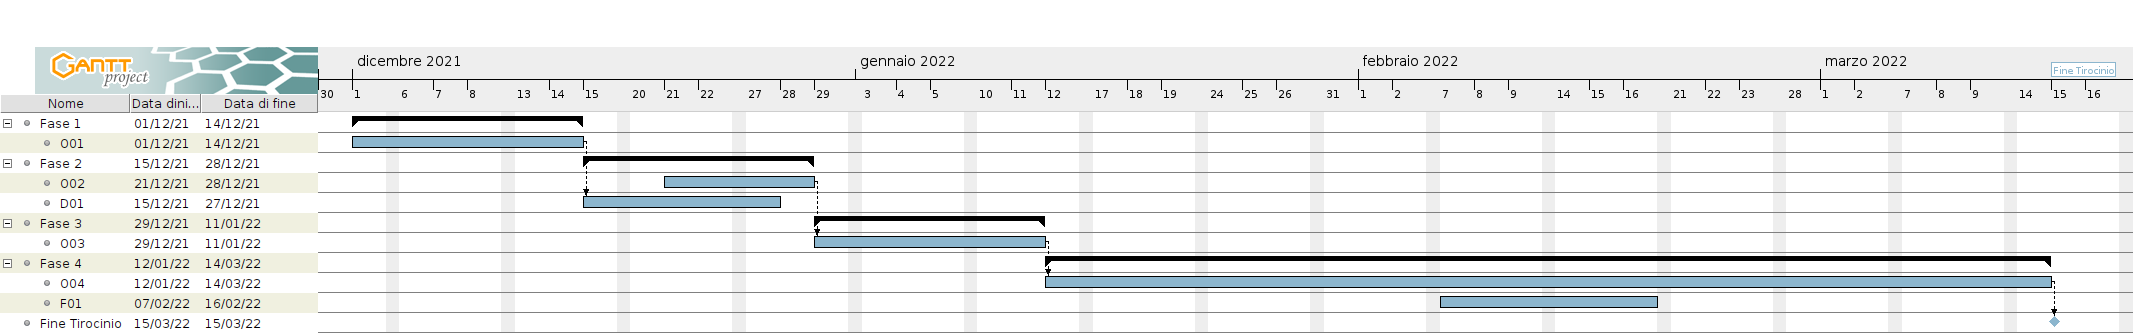 GANTT
project
dicembre 2021 gennaio 2022 febbraio 2022 marzo 2022
Fine Tirocinio
30 1 6 7 8 13 14 15 20 21 22 27 28 29 3 4 5 10 11 12 17 18 19 24 25 26 31 1 2 7 8 9 14 15 16 21 22 23 28 1 2 7 8 9 14 15 16
Nome Data dini... Data di fine
Fase 1 01/12/21 14/12/21
O01 01/12/21 14/12/21
Fase 2 15/12/21 28/12/21
O02 21/12/21 28/12/21
D01 15/12/21 27/12/21
Fase 3 29/12/21 11/01/22
O03 29/12/21 11/01/22
Fase 4 12/01/22 14/03/22
O04 12/01/22 14/03/22
F01 07/02/22 16/02/22
Fine Tirocinio 15/03/22 15/03/22